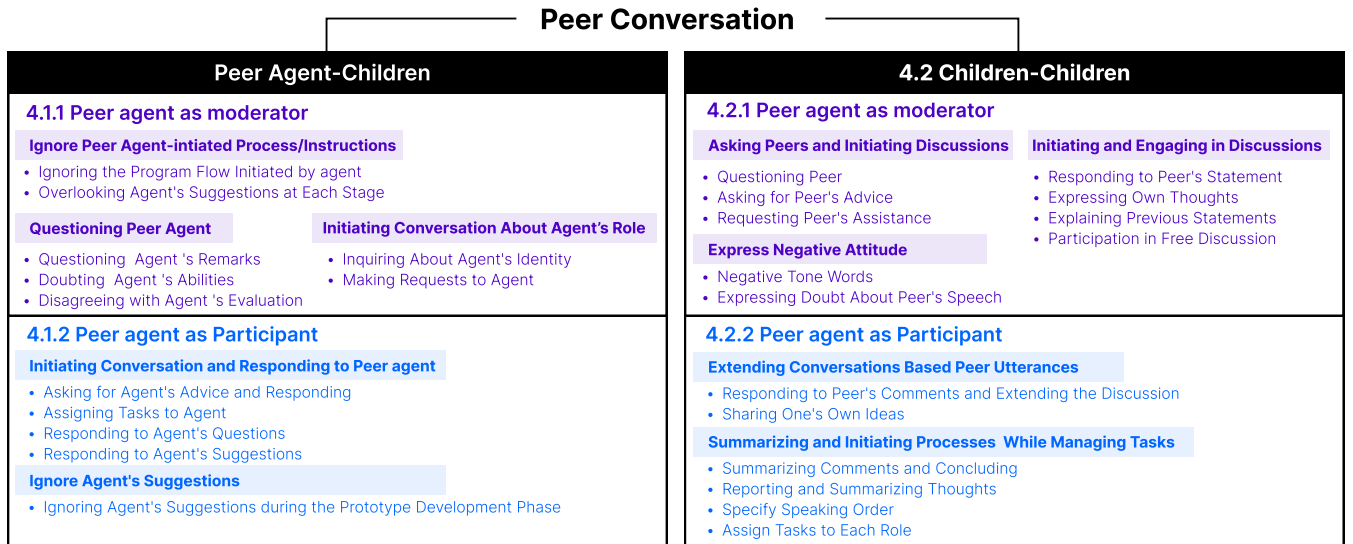 Peer Conversation
Peer Agent-Children
4.1.1 Peer agent as moderator
Ignore Peer Agent-intiated Process/Instructions
• Ignoring the Program Flow Initiated by agent
• Overlooking Agent's Suggestions at Each Stage
Questioning Peer Agent
• Questioning Agent 's Remarks
• Doubting Agent 's Abilities
• Disagreeing with Agent 's Evaluation
Initiating Conversation About Agent’s Role
• Inquiring About Agent's Identity
• Making Requests to Agent
4.1.2 Peer agent as Participant
Initiating Conversation and Responding to Peer agent
• Asking for Agent's Advice and Responding
• Assigning Tasks to Agent
• Responding to Agent's Questions
• Responding to Agent's Suggestions
Ignore Agent's Suggestions
• Ignoring Agent's Suggestions during the Prototype Development Phase
4.2 Children-Children
4.2.1 Peer agent as moderator
Asking Peers and Initiating Discussions
• Questioning Peer
• Asking for Peer's Advice
• Requesting Peer's Assistance
Express Negative Attitude
• Negative Tone Words
• Expressing Doubt About Peer's Speech
Initiating and Engaging in Discussions
• Responding to Peer's Statement
• Expressing Own Thoughts
• Explaining Previous Statements
• Participation in Free Discussion
4.2.2 Peer agent as Participant
Extending Conversations Based Peer Utterances
• Responding to Peer's Comments and Extending the Discussion
• Sharing One's Own Ideas
Summarizing and Initiating Processes While Managing Tasks
• Summarizing Comments and Concluding
• Reporting and Summarizing Thoughts
• Specify Speaking Order
• Assign Tasks to Each Role